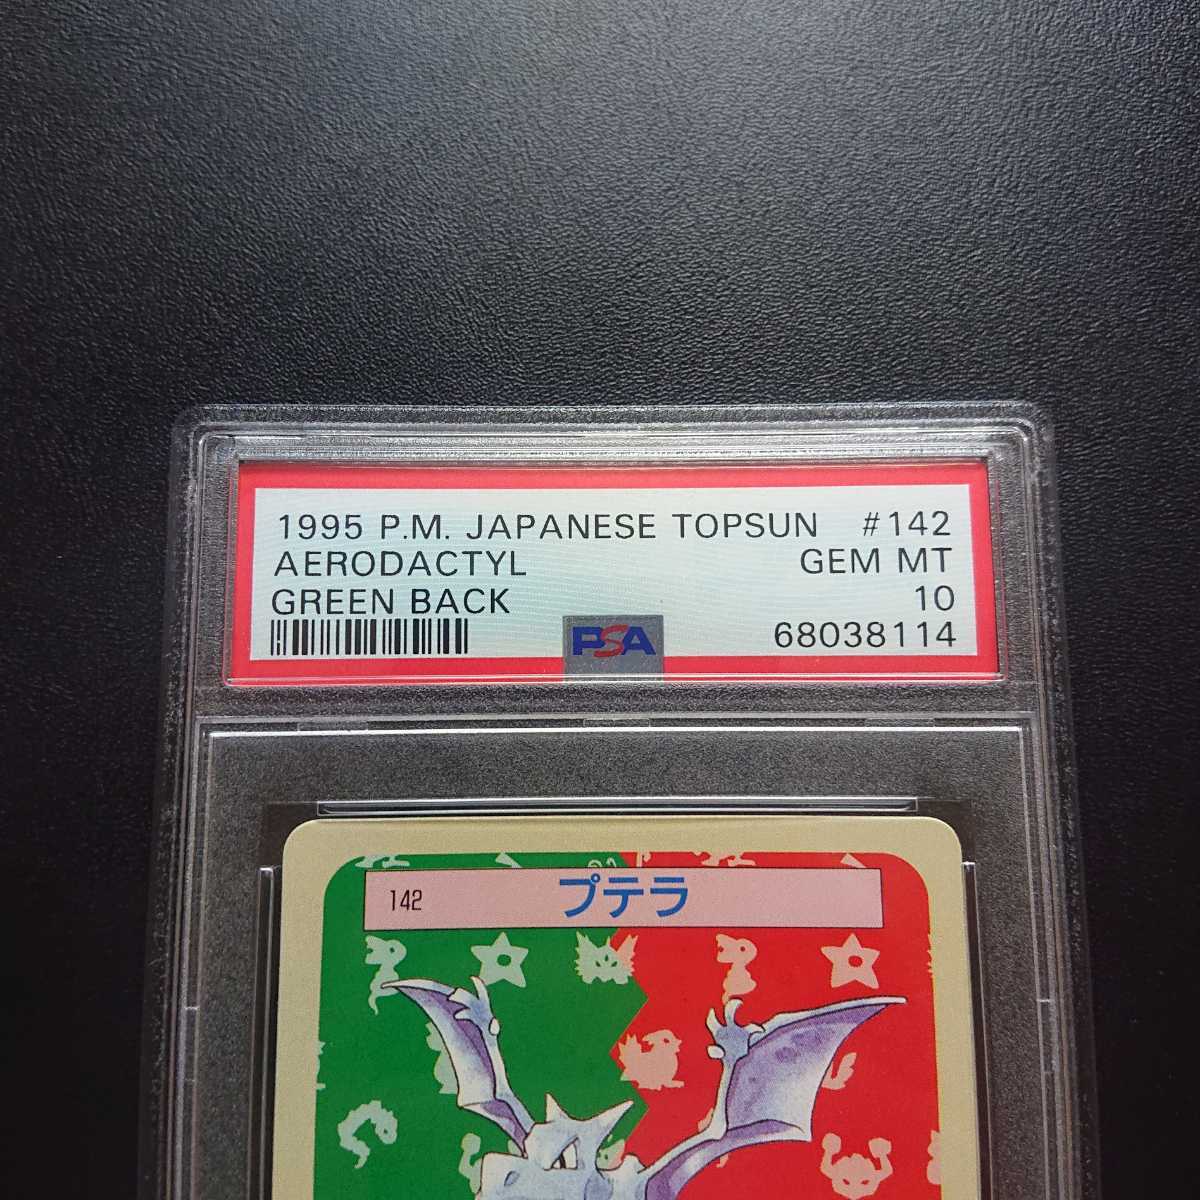 1995 P.M. JAPANESE TOPSUN #142
AERODACTYL GEM MT
GREEN BACK 10
PSA 68038114
142 プテラ